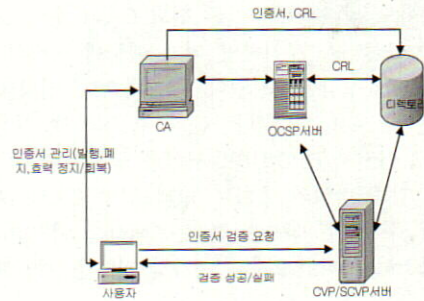 인증서, CRL
CRL
디렉토리
CA
OCSP서버
인증서 관리(발행,폐
지,효력 정지/회복)
인증서 검증 요청
검증 성공/실패
사용자
CVP/SCVP서버